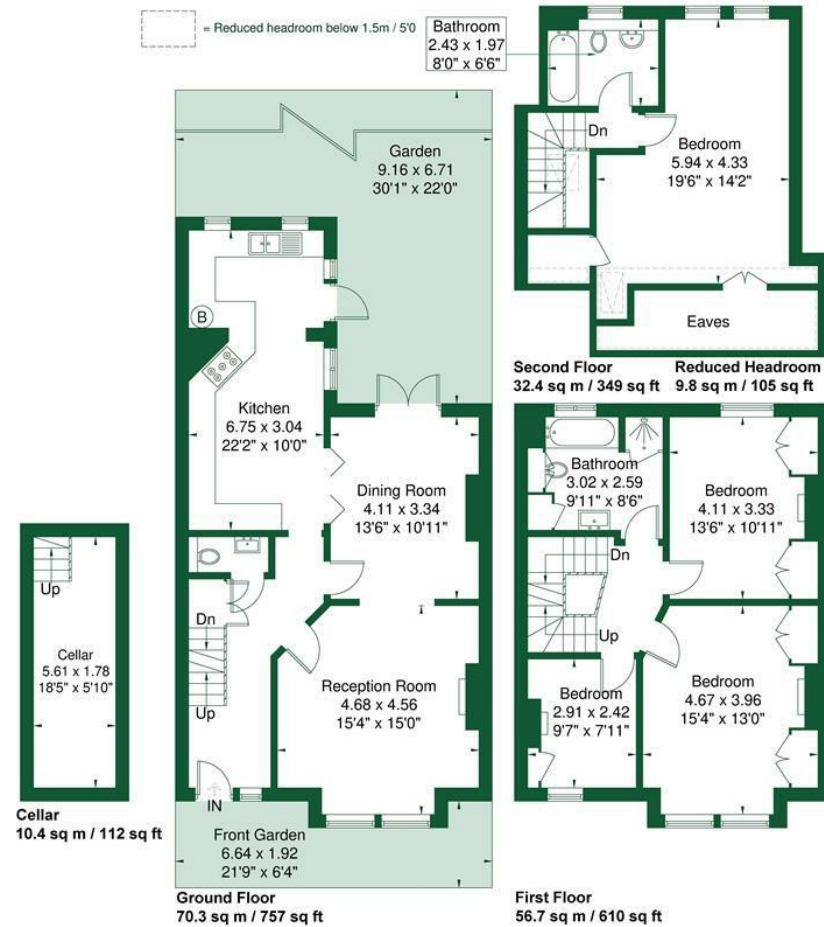 = Reduced headroom below 1.5m / 5'0
Bathroom
2.43 x 1.97
8'0" x 6'6"
Dn
Bedroom
5.94 x 4.33
19'6" x 14'2"
Eaves
Second Floor
32.4 sq m / 349 sq ft
Reduced Headroom
9.8 sq m / 105 sq ft
Garden
9.16 x 6.71
30'1" x 22'0"
B
Kitchen
6.75 x 3.04
22'2" x 10'0"
Dining Room
4.11 x 3.34
13'6" x 10'11"
Dn
Up
Reception Room
4.68 x 4.56
15'4" x 15'0"
IN
Front Garden
6.64 x 1.92
21'9" x 6'4"
Ground Floor
70.3 sq m / 757 sq ft
Up
Cellar
5.61 x 1.78
18'5" x 5'10"
Cellar
10.4 sq m / 112 sq ft
Bathroom
3.02 x 2.59
9'11" x 8'6"
Bedroom
4.11 x 3.33
13'6" x 10'11"
Dn
Up
Bedroom
2.91 x 2.42
9'7" x 7'11"
Bedroom
4.67 x 3.96
15'4" x 13'0"
First Floor
56.7 sq m / 610 sq ft